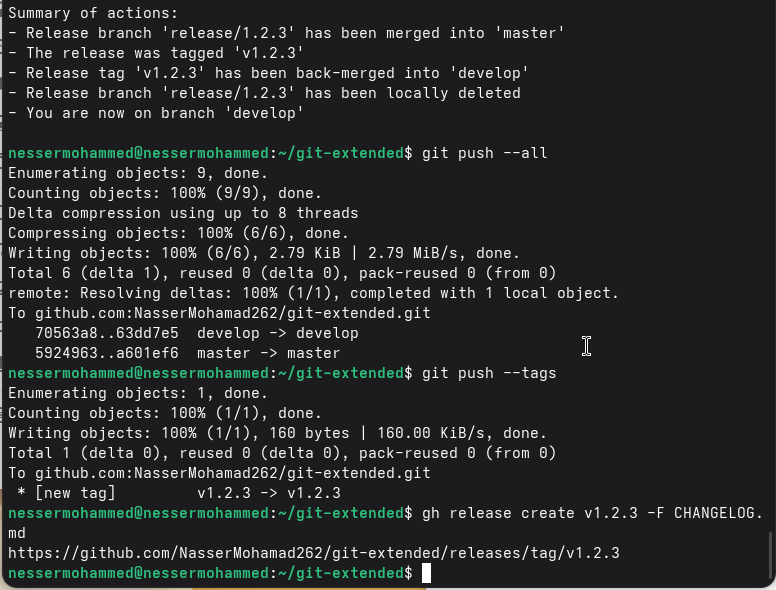 Summary of actions:
- Release branch 'release/1.2.3' has been merged into 'master'
- The release was tagged 'v1.2.3'
- Release tag 'v1.2.3' has been back-merged into 'develop'
- Release branch 'release/1.2.3' has been locally deleted
- You are now on branch 'develop'
nessermohammed@nessermohammed:~/git-extended$ git push --all
Enumerating objects: 9, done.
Counting objects: 100% (9/9), done.
Delta compression using up to 8 threads
Compressing objects: 100% (6/6), done.
Writing objects: 100% (6/6), 2.79 KiB | 2.79 MiB/s, done.
Total 6 (delta 1), reused 0 (delta 0), pack-reused 0 (from 0)
remote: Resolving deltas: 100% (1/1), completed with 1 local object.
To github.com:NasserMohamad262/git-extended.git
   70563a8..63dd7e5  develop -> develop
   5924963..a601ef6  master -> master
nessermohammed@nessermohammed:~/git-extended$ git push --tags
Enumerating objects: 1, done.
Counting objects: 100% (1/1), done.
Writing objects: 100% (1/1), 160 bytes | 160.00 KiB/s, done.
Total 1 (delta 0), reused 0 (delta 0), pack-reused 0 (from 0)
To github.com:NasserMohamad262/git-extended.git
 * [new tag]         v1.2.3 -> v1.2.3
nessermohammed@nessermohammed:~/git-extended$ gh release create v1.2.3 -F CHANGELOG.
md
https://github.com/NasserMohamad262/git-extended/releases/tag/v1.2.3
nessermohammed@nessermohammed:~/git-extended$